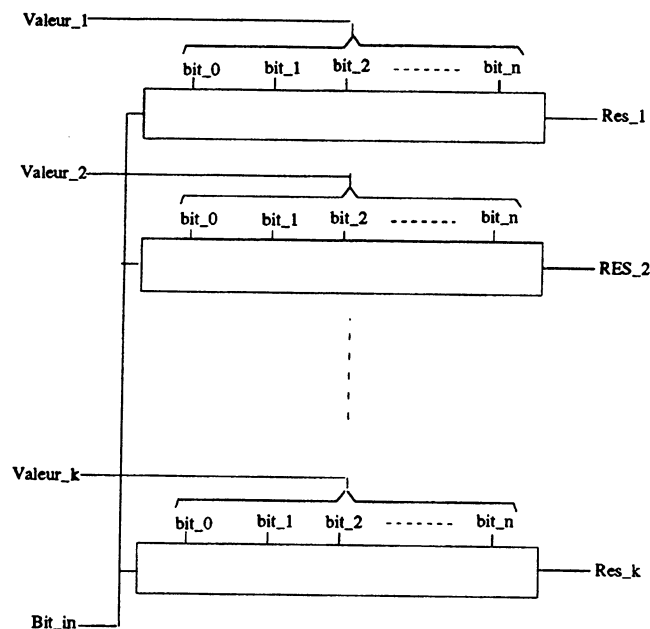 Valeur_1
bit_0 bit_1 bit_2 -------- bit_n
Res_1
Valeur_2
bit_0 bit_1 bit_2 -------- bit_n
RES_2
Valeur_k
bit_0 bit_1 bit_2 -------- bit_n
Res_k
Bit_in